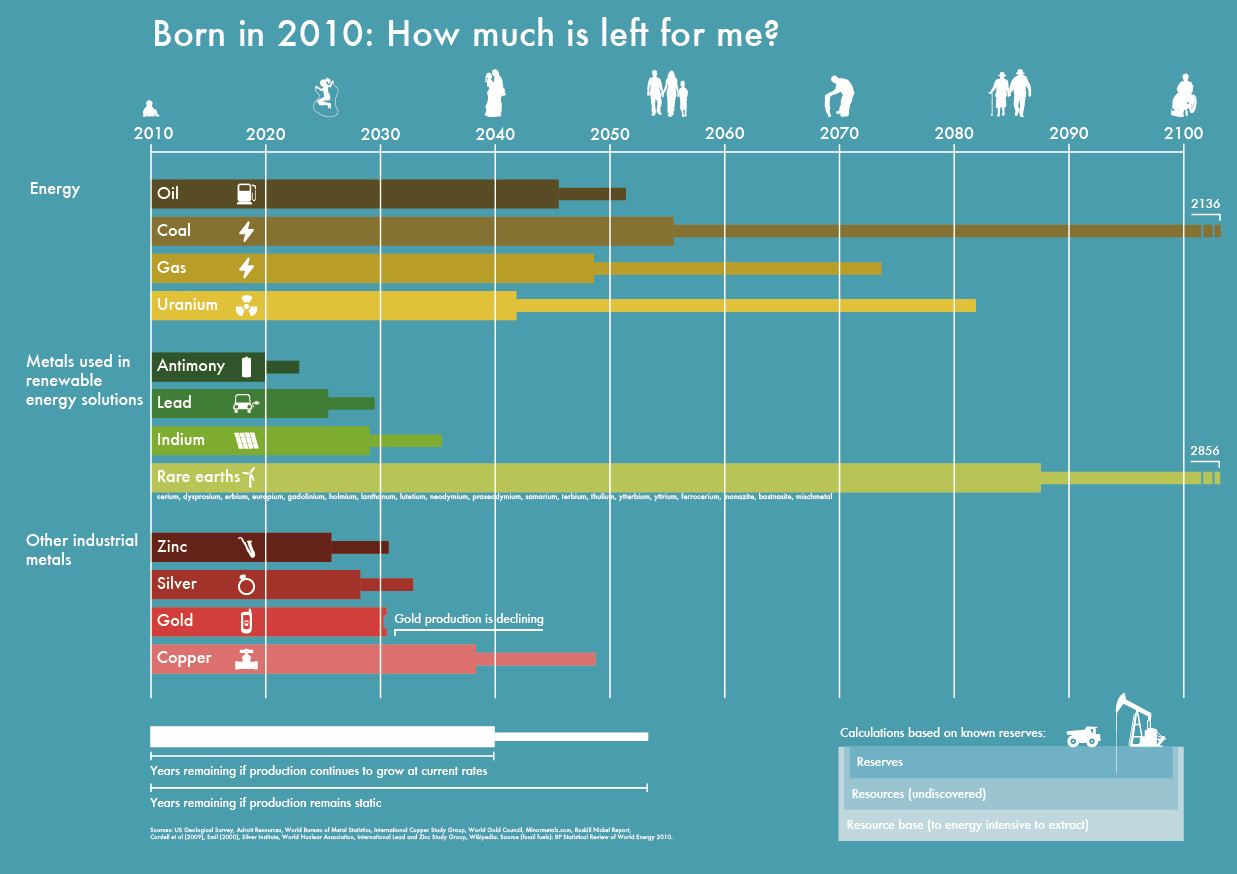 Born in 2010: How much is left for me?
2010 2020 2030 2040 2050 2060 2070 2080 2090 2100
Energy
Oil
2136
Coal
Gas
Uranium
Metals used in
renewable
energy solutions
Antimony
Lead
Indium
2856
Rare earths
cerium, dysprosium, erbium, europium, gadolinium, holmium, lanthanum, lutetium, neodymium, praseodymium, samarium, terbium, thulium, ytterbium, yttrium, ferrocerium, monazite, bastnasite, mischmetal
Other industrial
metals
Zinc
Silver
Gold
Gold production is declining
Copper
Years remaining if production continues to grow at current rates
Years remaining if production remains static
Calculations based on known reserves:
Reserves
Resources (undiscovered)
Resource base (to energy intensive to extract)
Sources: US Geological Survey, Adroit Resources, World Bureau of Metal Statistics, International Copper Study Group, World Gold Council, Minormetals.com, Roskill Nickel Report,
Cordell et al (2009), Smil (2000), Silver Institute, World Nuclear Association, International Lead and Zinc Study Group, Wikipedia. Source (fossil fuels): BP Statistical Review of World Energy 2010.